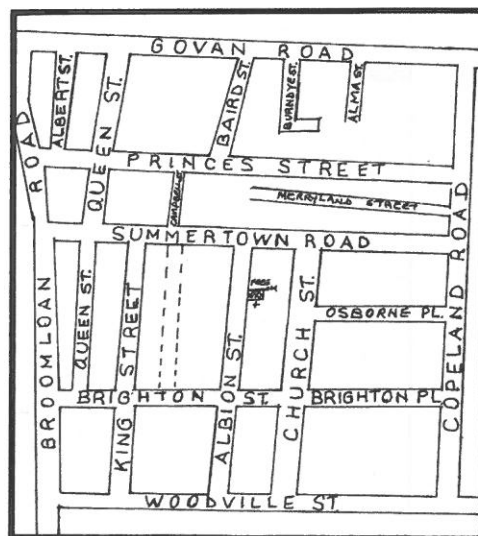 GOVAN ROAD
ALBERT ST.
QUEEN ST.
BAIRD ST.
BURNDYKE ST.
ALMA ST.
ROAD
PRINCES STREET
MERRYLAND STREET
SUMMERTOWN ROAD
COPELAND ROAD
BROOMLOAN
QUEEN ST.
KING STREET
ALBION ST.
CHURCH ST.
OSBORNE PL.
BRIGHTON ST.
BRIGHTON PL.
WOODVILLE ST.